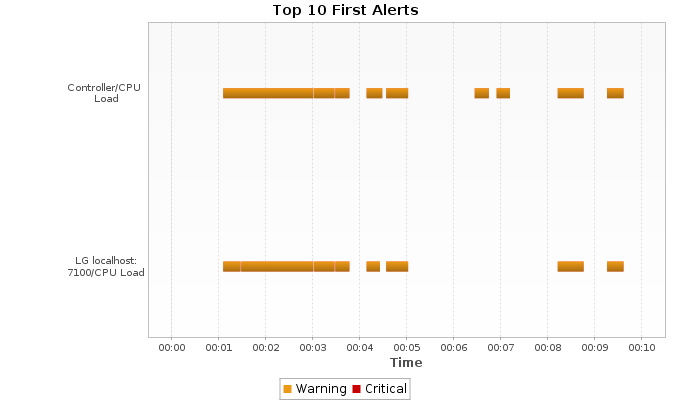 Top 10 First Alerts
Controller/CPU
Load
LG localhost:
7100/CPU Load
00:00 00:01 00:02 00:03 00:04 00:05 00:06 00:07 00:08 00:09 00:10
Time
Warning Critical